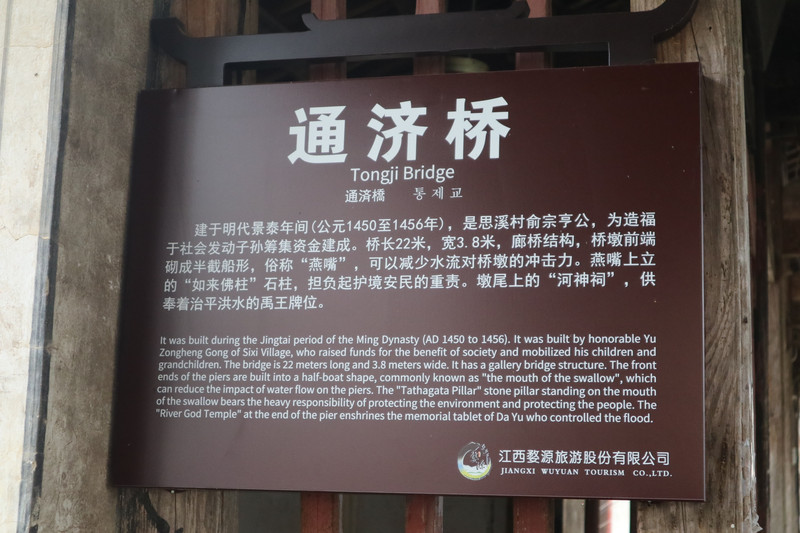 通济桥
Tongji Bridge
通済橋 통제교
建于明代景泰年间(公元1450至1456年)，是思溪村俞宗亨公，为造福
于社会发动子孙筹集资金建成。桥长22米，宽3.8米，廊桥结构，桥墩前端
砌成半截船形，俗称“燕嘴”，可以减少水流对桥墩的冲击力。燕嘴上立
的“如来佛柱”石柱，担负起护境安民的重责。墩尾上的“河神祠”，供
奉着治平洪水的禹王牌位。
It was built during the Jingtai period of the Ming Dynasty (AD 1450 to 1456). It was built by honorable Yu
Zongheng Gong of Sixi Village, who raised funds for the benefit of society and mobilized his children and
grandchildren. The bridge is 22 meters long and 3.8 meters wide. It has a gallery bridge structure. The front
ends of the piers are built into a half-boat shape, commonly known as "the mouth of the swallow", which
can reduce the impact of water flow on the piers. The "Tathagata Pillar" stone pillar standing on the mouth
of the swallow bears the heavy responsibility of protecting the environment and protecting the people. The
"River God Temple" at the end of the pier enshrines the memorial tablet of Da Yu who controlled the flood.
江西婺源旅游股份有限公司
JIANGXI WUYUAN TOURISM CO.,LTD.